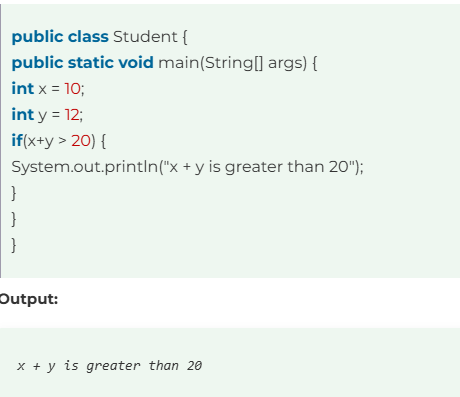 public class Student {
public static void main(String[] args) {
int x = 10;
int y = 12;
if(x+y > 20) {
System.out.println("x + y is greater than 20");
}
}
}
Output:
x + y is greater than 20